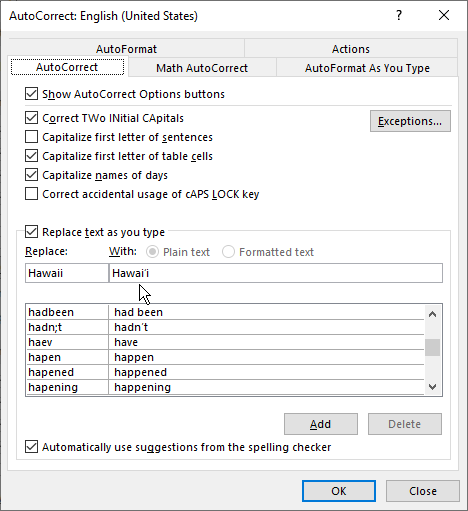 AutoCorrect: English (United States) ? ×
AutoFormat Actions
AutoCorrect Math AutoCorrect AutoFormat As You Type
Show AutoCorrect Options buttons
Correct TWo INitial CApitals
Exceptions...
Capitalize first letter of sentences
Capitalize first letter of table cells
Capitalize names of days
Correct accidental usage of cAPS LOCK key
Replace text as you type
Replace: With: Plain text Formatted text
Hawaii Hawai‘i
hadbeen had been
hadn;t hadn't
haev have
hapen happen
hapened happened
hapening happening
Add Delete
Automatically use suggestions from the spelling checker
OK Close